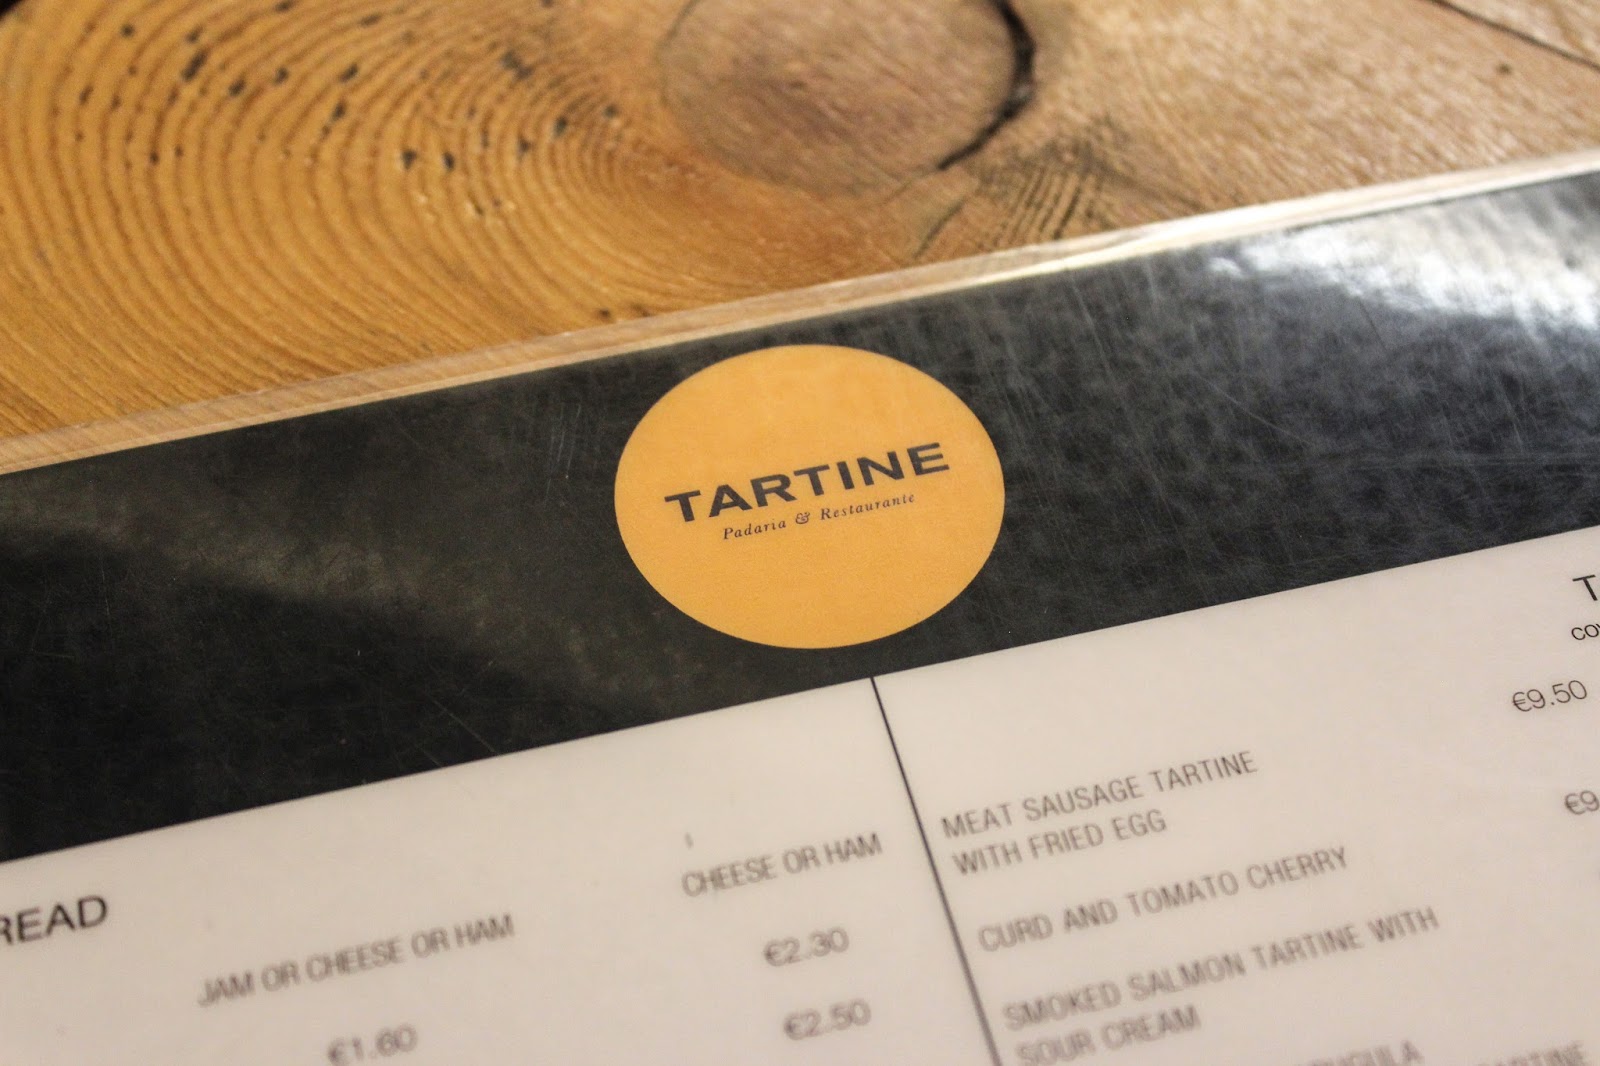 TARTINE
Padaria & Restaurante
CHEESE OR HAM
JAM OR CHEESE OR HAM
€2.30
€2.50
€1.60
€9.50
MEAT SAUSAGE TARTINE
WITH FRIED EGG
CURD AND TOMATO CHERRY
SMOKED SALMON TARTINE WITH
SOUR CREAM